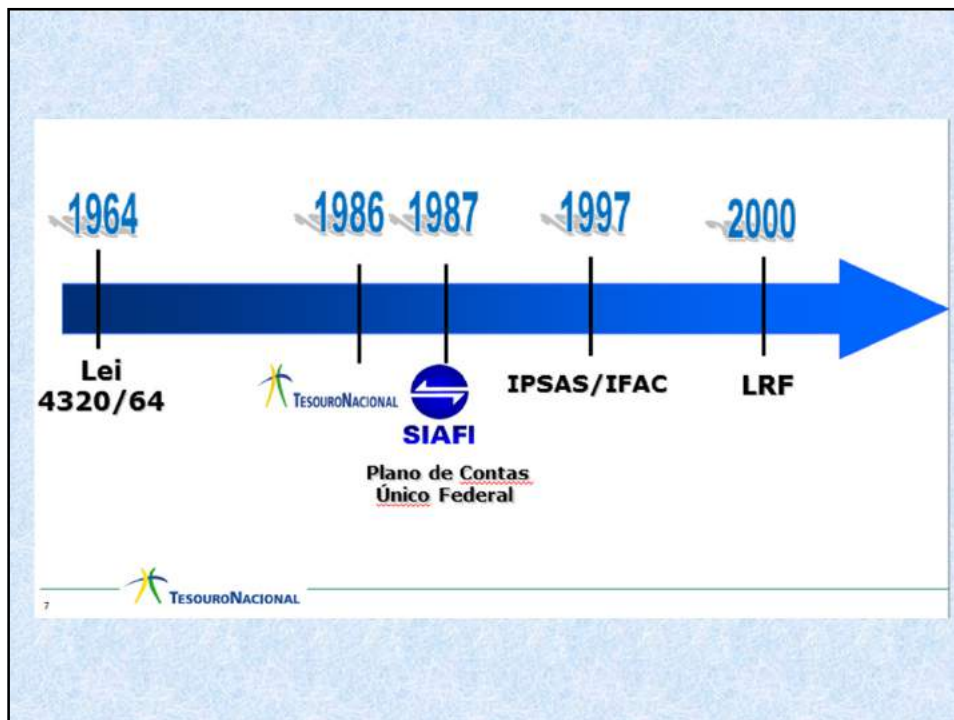 1964
1986
1987
1997
2000
Lei
4320/64
TESOURONACIONAL
SIAFI
Plano de Contas
Único Federal
IPSAS/IFAC
LRF
7
TESOURONACIONAL